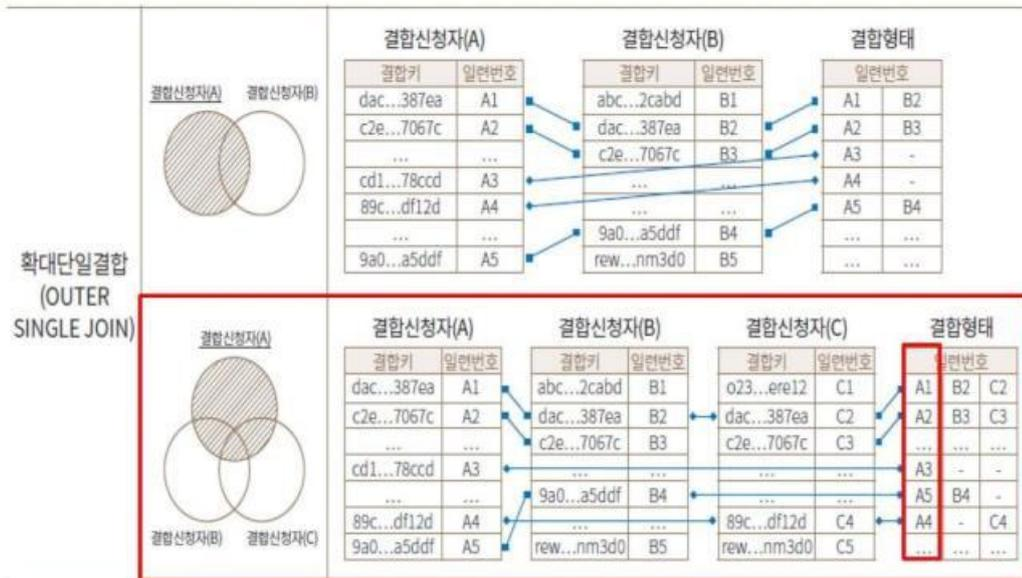 확대단일결합
(OUTER
SINGLE JOIN)
결합신청자(A) 결합신청자(B)
결합신청자(A) 결합신청자(B) 결합형태
결합키 일련번호 결합키 일련번호 일련번호
dac...387ea A1 abc...2cabd B1 A1 B2
c2e...7067c A2 dac...387ea B2 A2 B3
... ... c2e...7067c B3 A3 -
cd1...78ccd A3 ... ... A4 -
89c...df12d A4 ... ... A5 B4
... ... 9a0...a5ddf B4 ... ...
9a0...a5ddf A5 rew...nm3d0 B5 ... ...
결합신청자(A)
결합신청자(B) 결합신청자(C)
결합신청자(A) 결합신청자(B) 결합신청자(C) 결합형태
결합키 일련번호 결합키 일련번호 결합키 일련번호 일련번호
dac...387ea A1 abc...2cabd B1 o23...ere12 C1 A1 B2 C2
c2e...7067c A2 dac...387ea B2 dac...387ea C2 A2 B3 C3
... ... c2e...7067c B3 c2e...7067c C3 ... ... ...
cd1...78ccd A3 ... ... ... ... A3 - -
... ... 9a0...a5ddf B4 ... ... A5 B4 -
89c...df12d A4 ... ... 89c...df12d C4 A4 - C4
9a0...a5ddf A5 rew...nm3d0 B5 rew...nm3d0 C5 ... ... ...